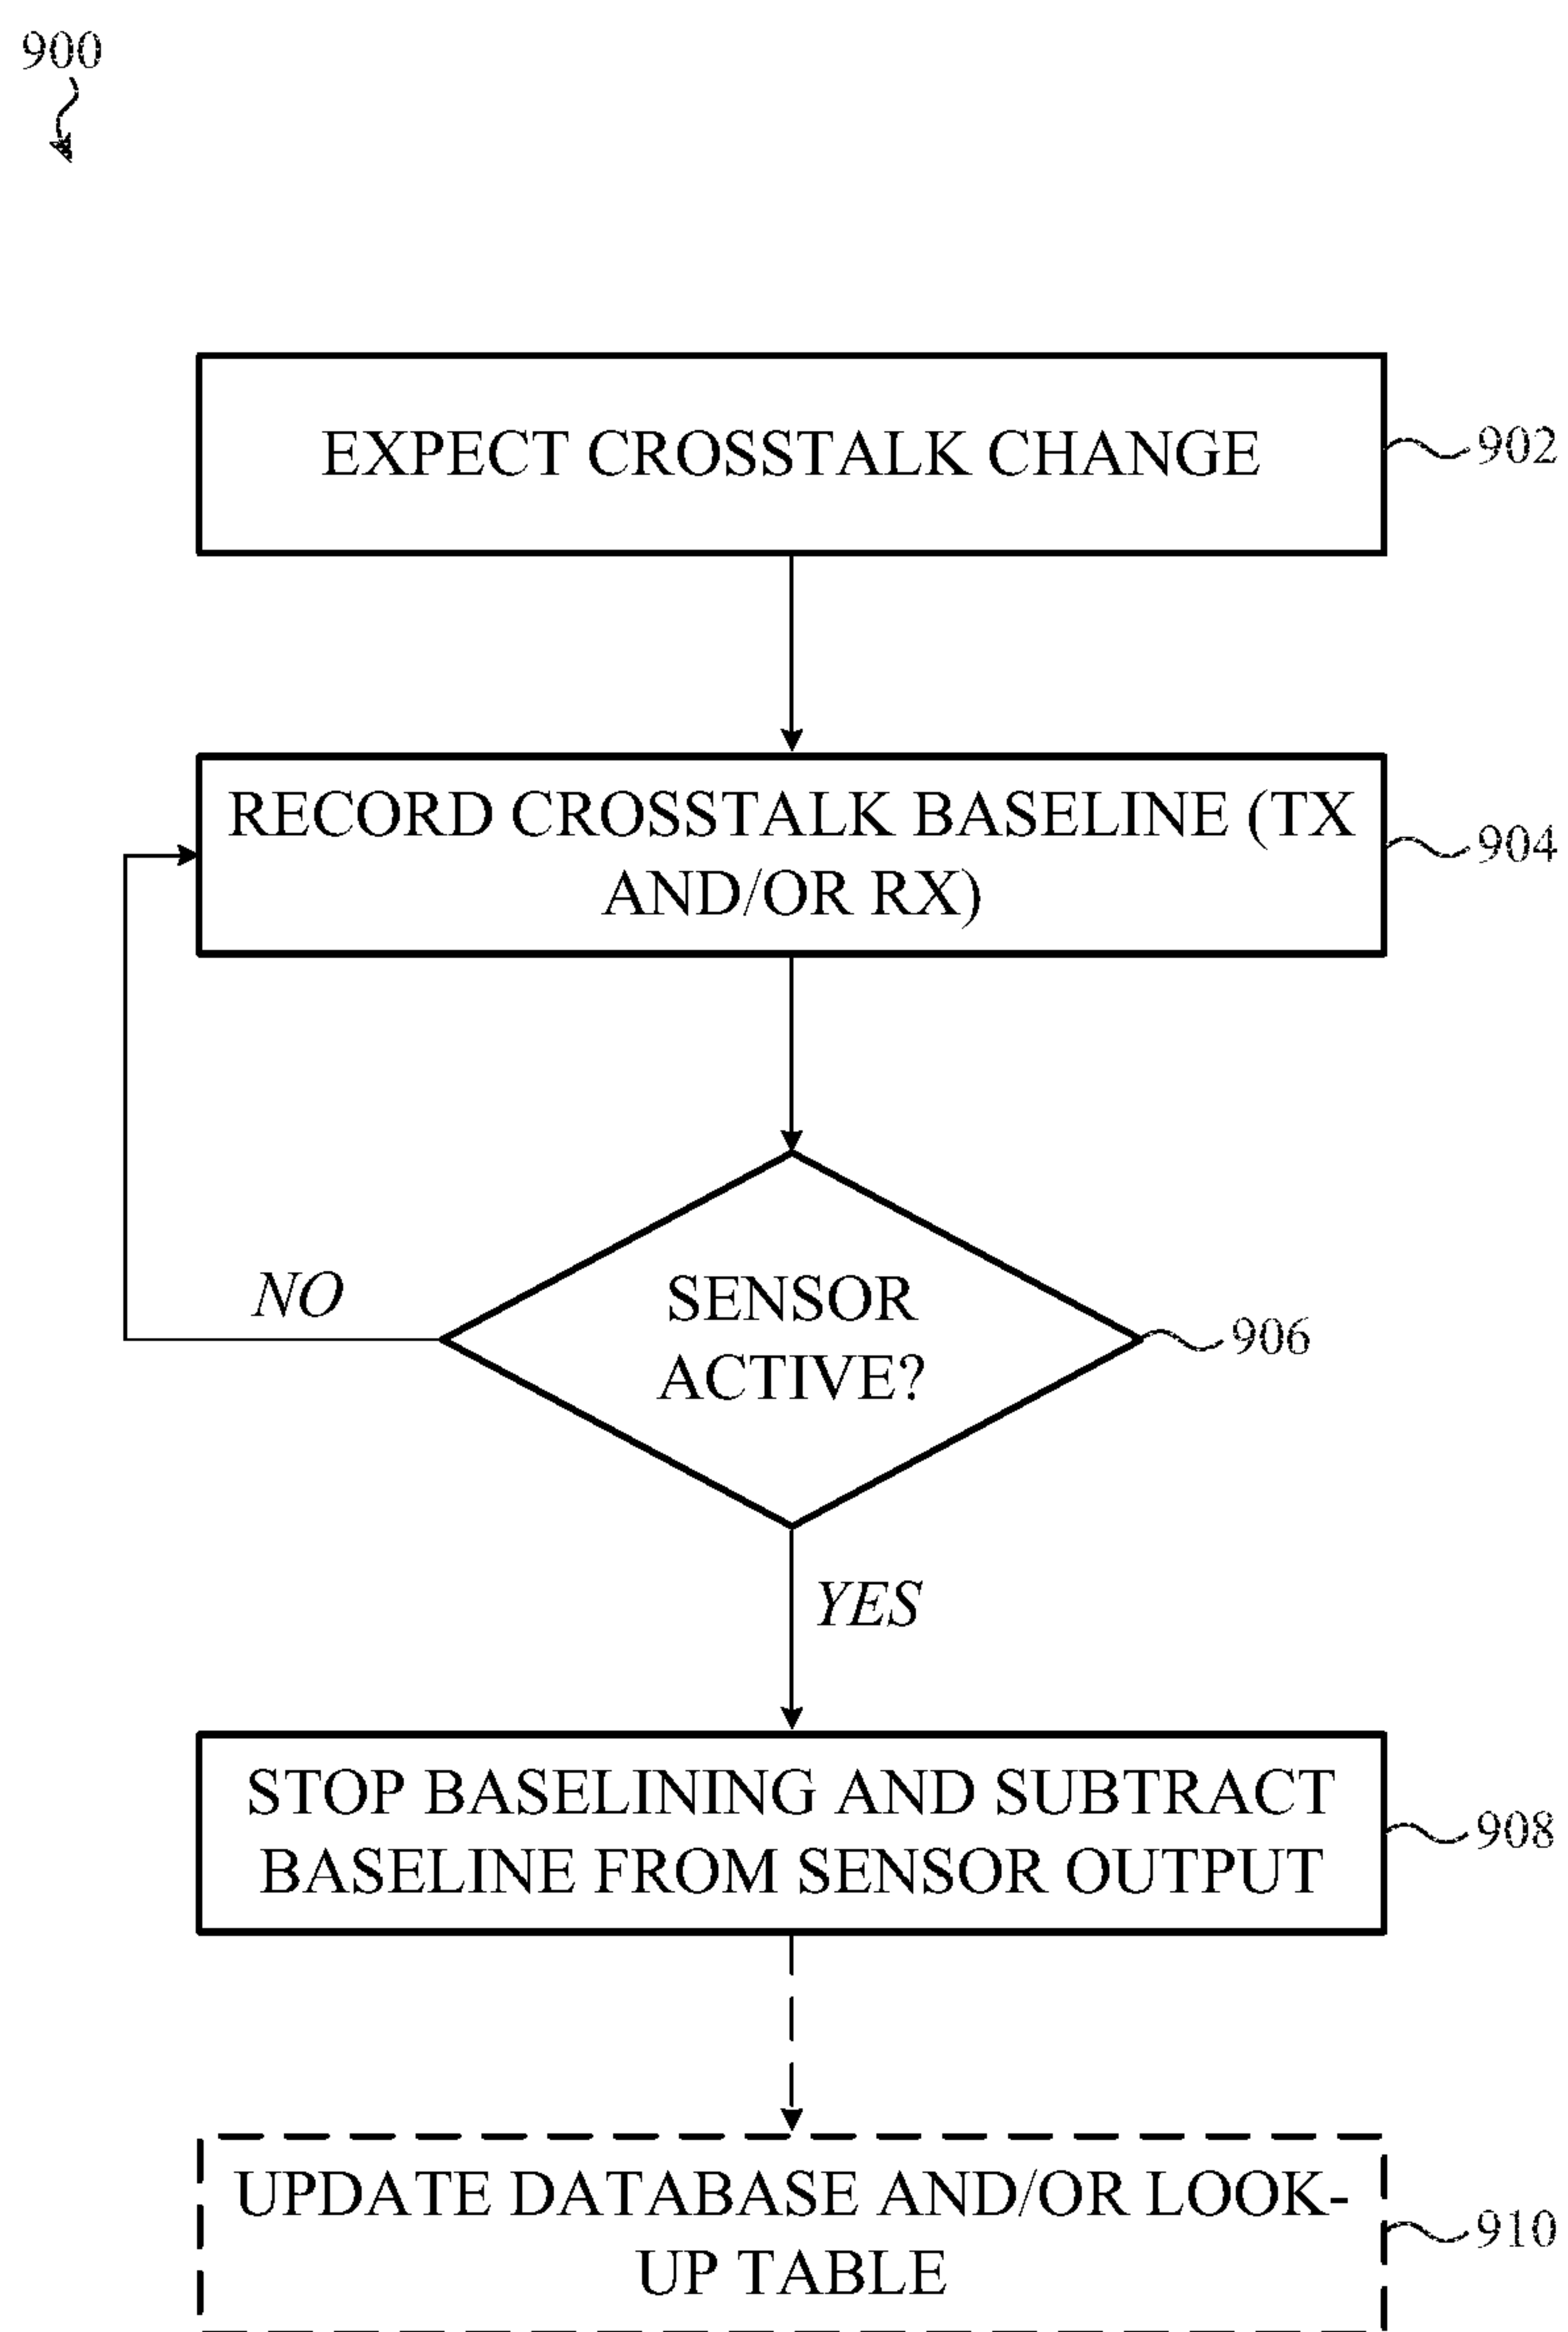 900
EXPECT CROSSTALK CHANGE
902
RECORD CROSSTALK BASELINE (TX
AND/OR RX)
904
SENSOR
ACTIVE?
906
NO
YES
STOP BASELINING AND SUBTRACT
BASELINE FROM SENSOR OUTPUT
908
UPDATE DATABASE AND/OR LOOK-
UP TABLE
910